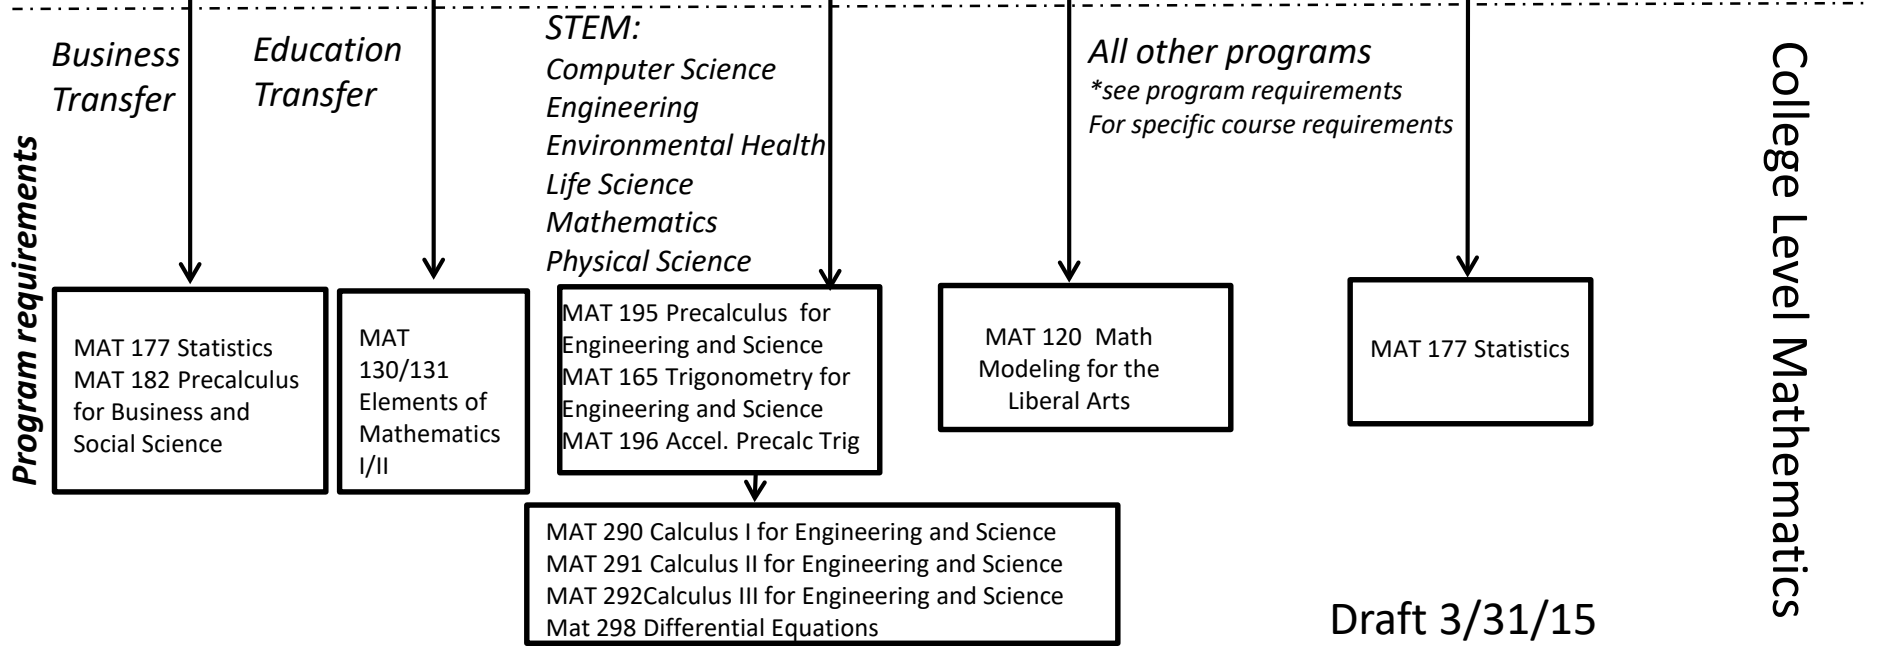 Program requirements
Business
Transfer
Education
Transfer
STEM:
Computer Science
Engineering
Environmental Health
Life Science
Mathematics
Physical Science
All other programs
*see program requirements
For specific course requirements
College Level Mathematics
MAT 177 Statistics
MAT 182 Precalculus
for Business and
Social Science
MAT
130/131
Elements of
Mathematics
I/II
MAT 195 Precalculus for
Engineering and Science
MAT 165 Trigonometry for
Engineering and Science
MAT 196 Accel. Precalc Trig
MAT 120 Math
Modeling for the
Liberal Arts
MAT 177 Statistics
MAT 290 Calculus I for Engineering and Science
MAT 291 Calculus II for Engineering and Science
MAT 292Calculus III for Engineering and Science
Mat 298 Differential Equations
Draft 3/31/15